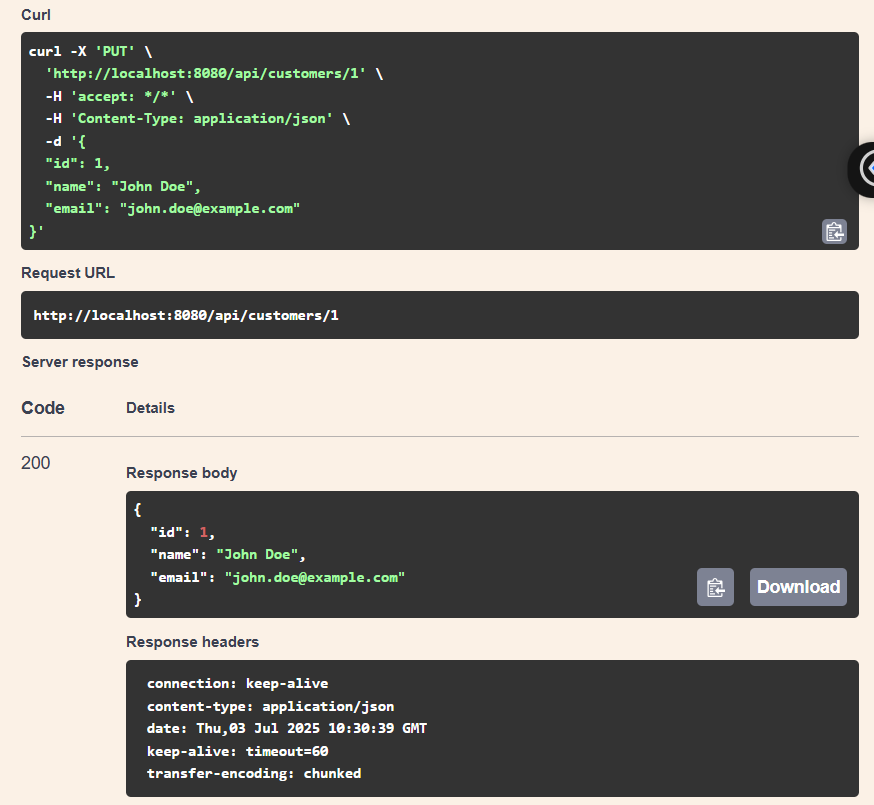 Curl
curl -X 'PUT' \
  'http://localhost:8080/api/customers/1' \
  -H 'accept: */*' \
  -H 'Content-Type: application/json' \
  -d '{
  "id": 1,
  "name": "John Doe",
  "email": "john.doe@example.com"
}'
Request URL
http://localhost:8080/api/customers/1
Server response
Code Details
200
Response body
{
  "id": 1,
  "name": "John Doe",
  "email": "john.doe@example.com"
}
Download
Response headers
connection: keep-alive
content-type: application/json
date: Thu,03 Jul 2025 10:30:39 GMT
keep-alive: timeout=60
transfer-encoding: chunked